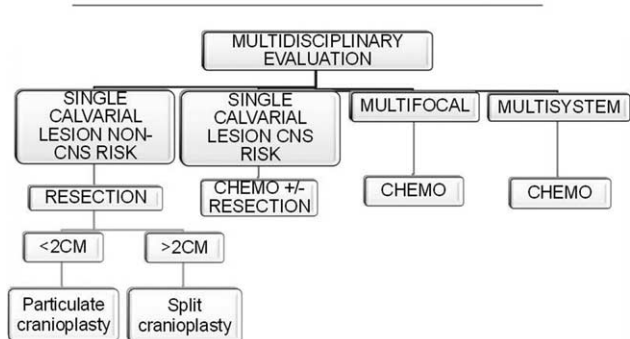 MULTIDISCIPLINARY
EVALUATION
SINGLE
CALVARIAL
LESION NON-
CNS RISK
SINGLE
CALVARIAL
LESION CNS
RISK
MULTIFOCAL
MULTISYSTEM
RESECTION
CHEMO +/-
RESECTION
CHEMO
CHEMO
<2CM
>2CM
Particulate
cranioplasty
Split
cranioplasty